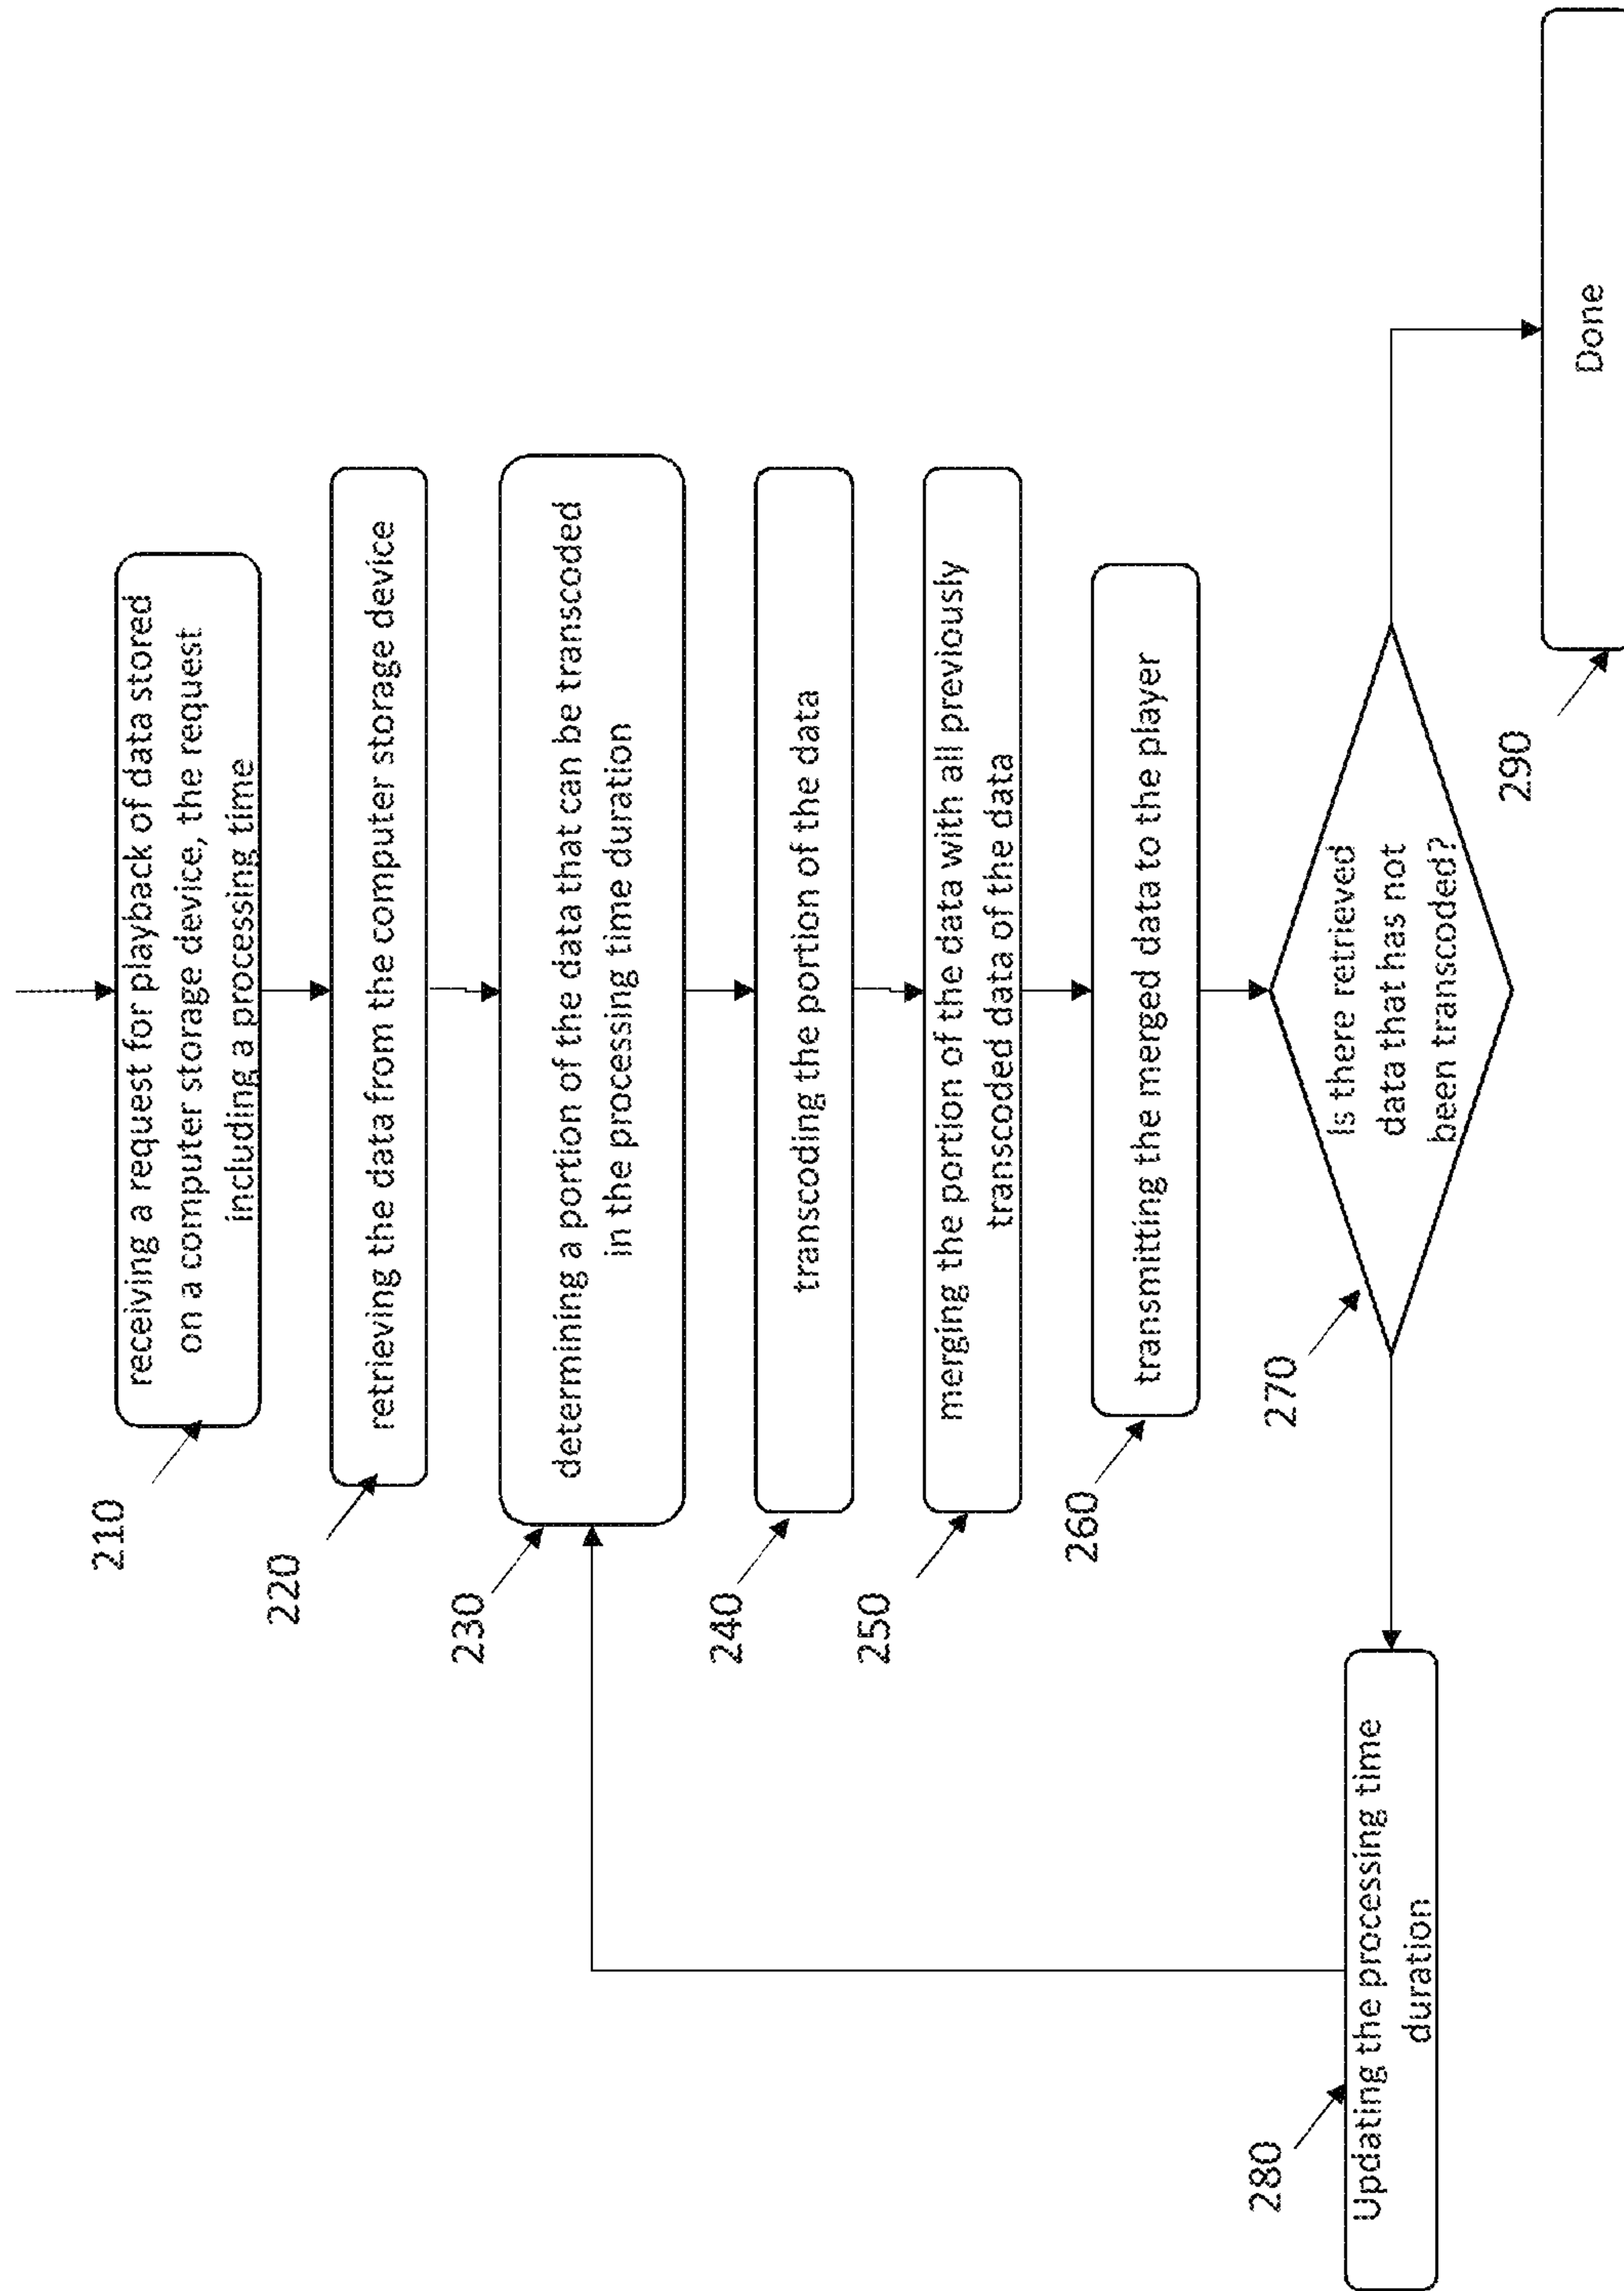 210
receiving a request for playback of data stored
on a computer storage device, the request
including a processing time
220
retrieving the data from the computer storage device
230
determining a portion of the data that can be transcoded
in the processing time duration
240
transcoding the portion of the data
250
merging the portion of the data with all previously
transcoded data of the data
260
transmitting the merged data to the player
270
Is there retrieved
data that has not
been transcoded?
280
Updating the processing time
duration
290
Done